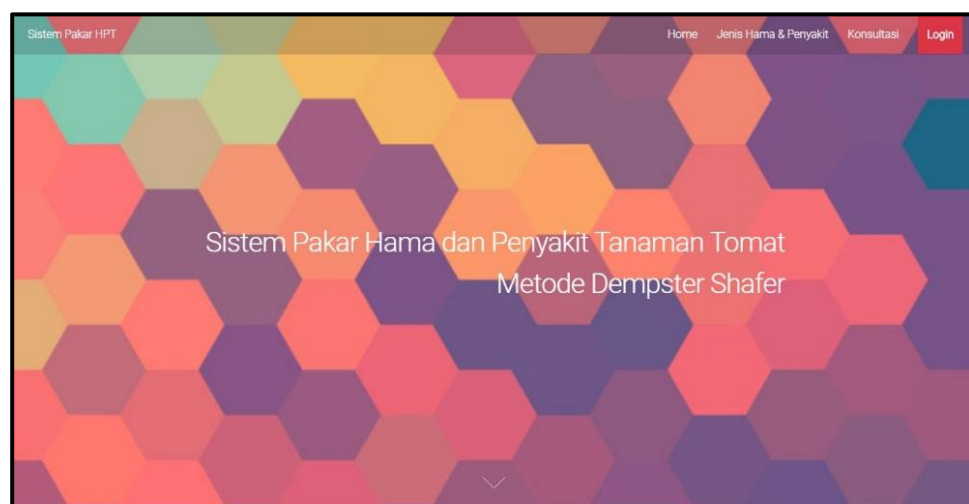 Sistem Pakar HPT
Home Jenis Hama & Penyakit Konsultasi Login
Sistem Pakar Hama dan Penyakit Tanaman Tomat
Metode Dempster Shafer